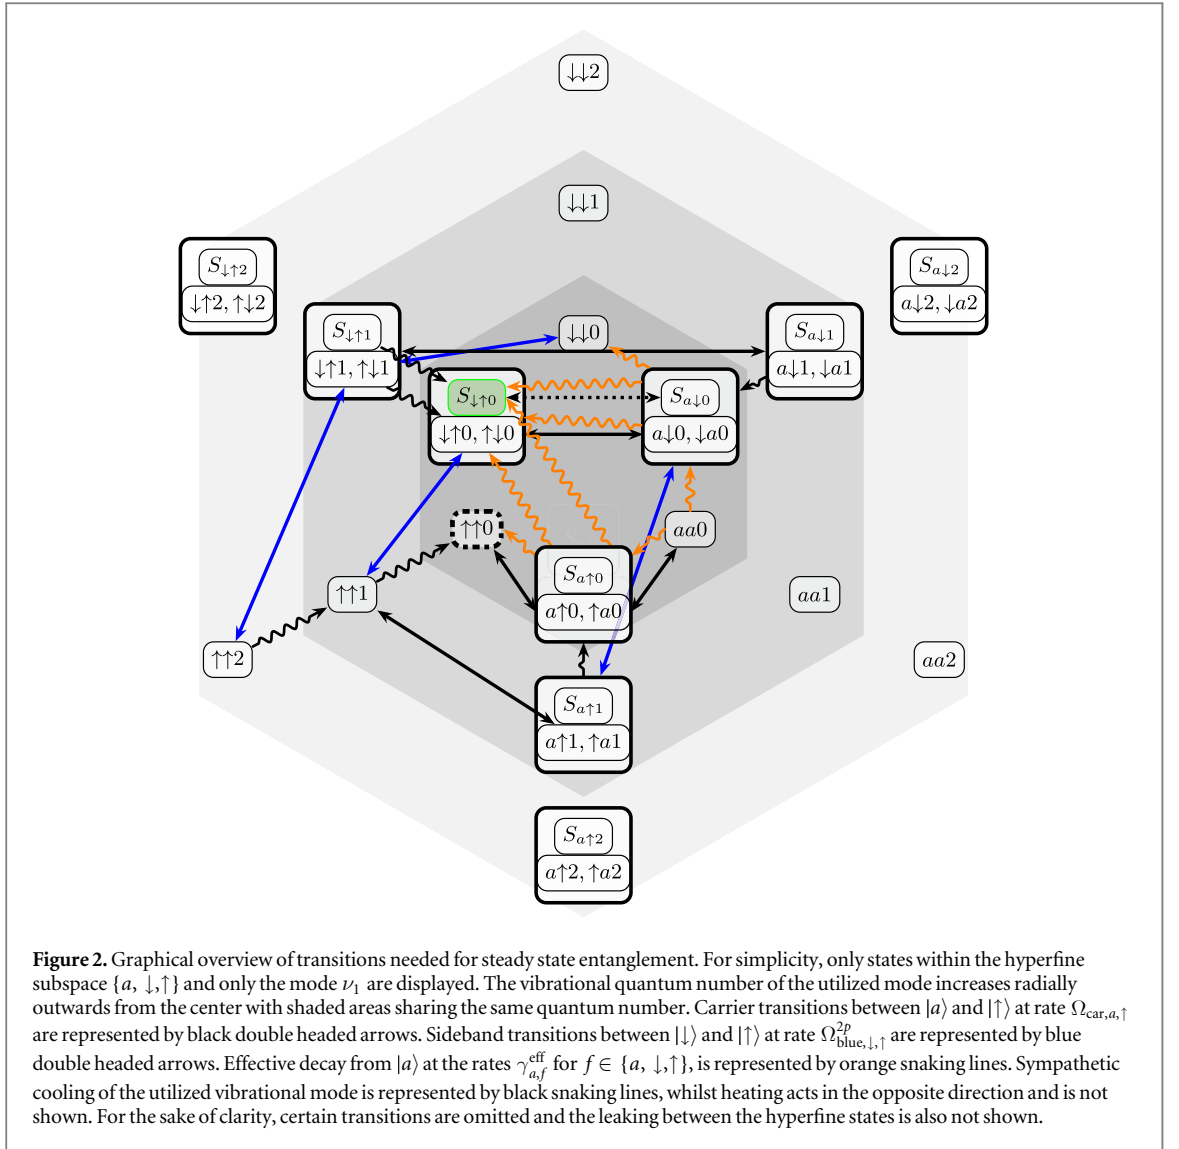 ↓↓2
↓↓1
S↓↑2
↓↑2, ↑↓2
Sa↓2
a↓2, ↓a2
S↓↑1
↓↑1, ↑↓1
↓↓0
Sa↓1
a↓1, ↓a1
S↓↑0
↓↑0, ↑↓0
Sa↓0
a↓0, ↓a0
↑↑0
aa0
Sa↑0
a↑0, ↑a0
↑↑1
aa1
↑↑2
aa2
Sa↑1
a↑1, ↑a1
Sa↑2
a↑2, ↑a2
Figure 2. Graphical overview of transitions needed for steady state entanglement. For simplicity, only states within the hyperfine
subspace {a, ↓,↑} and only the mode ν₁ are displayed. The vibrational quantum number of the utilized mode increases radially
outwards from the center with shaded areas sharing the same quantum number. Carrier transitions between |a⟩ and |↑⟩ at rate Ω_{car,a,↑}
are represented by black double headed arrows. Sideband transitions between |↓⟩ and |↑⟩ at rate Ω^{2p}_{blue,↓,↑} are represented by blue
double headed arrows. Effective decay from |a⟩ at the rates γ^{eff}_{a,f} for f ∈ {a, ↓,↑}, is represented by orange snaking lines. Sympathetic
cooling of the utilized vibrational mode is represented by black snaking lines, whilst heating acts in the opposite direction and is not
shown. For the sake of clarity, certain transitions are omitted and the leaking between the hyperfine states is also not shown.